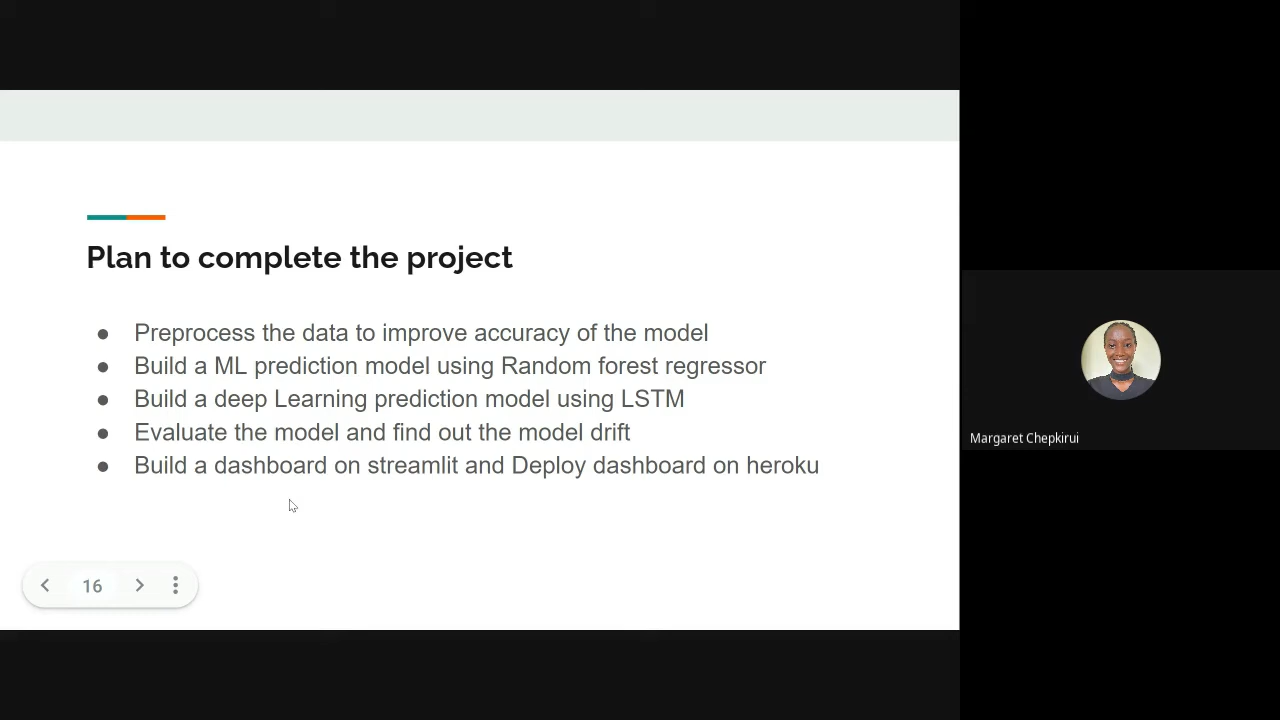 Plan to complete the project
● Preprocess the data to improve accuracy of the model
● Build a ML prediction model using Random forest regressor
● Build a deep Learning prediction model using LSTM
● Evaluate the model and find out the model drift
● Build a dashboard on streamlit and Deploy dashboard on heroku
16
Margaret Chepkirui